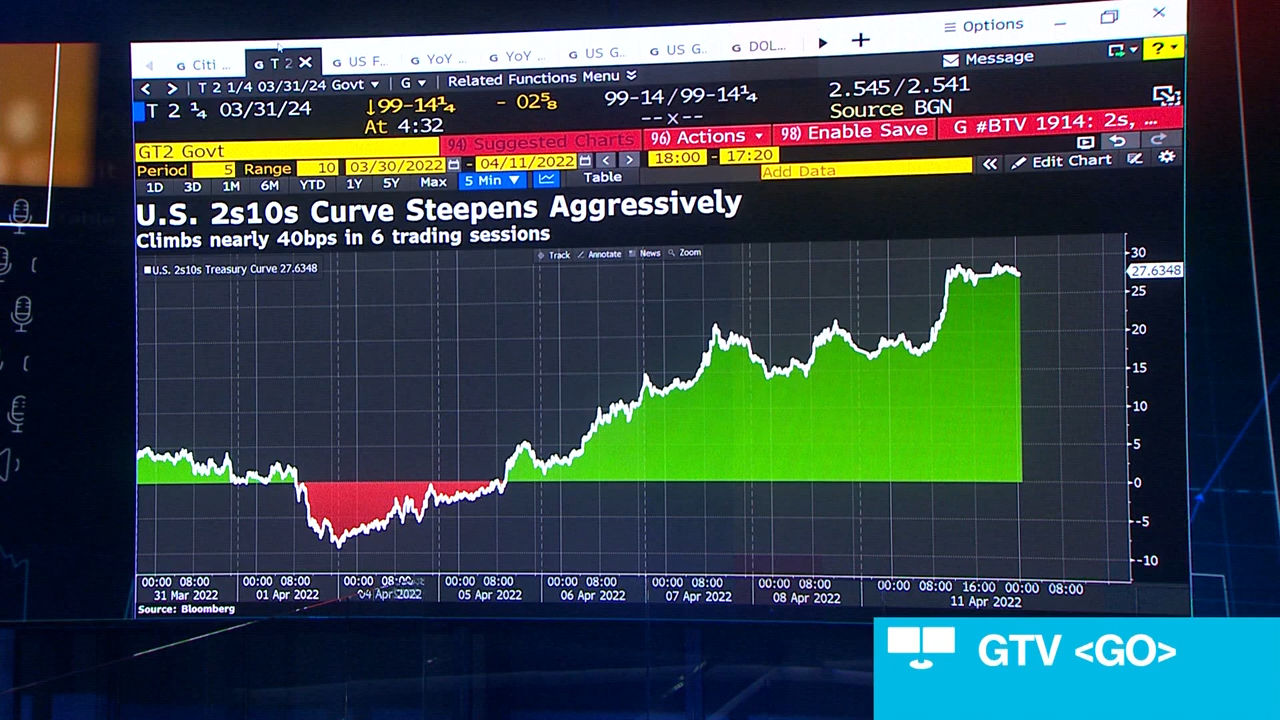 Options
Citi ...
T 2
US F...
YoY ...
YoY ...
US G..
US G..
DOL...
Message
?
T 2 1/4 03/31/24 Govt
G
Related Functions Menu
T 2 ¼ 03/31/24
↓99-14¼
- 02⅝
99-14/99-14¼
2.545/2.541
At 4:32
--x--
Source BGN
GT2 Govt
94) Suggested Charts
96) Actions
98) Enable Save
G #BTV 1914: 2s, ...
Period 5 Range 10 03/30/2022 - 04/11/2022 < > 18:00 - 17:20
Add Data
« Edit Chart
1D 3D 1M 6M YTD 1Y 5Y Max 5 Min ▼ Table
U.S. 2s10s Curve Steepens Aggressively
Climbs nearly 40bps in 6 trading sessions
Track Annotate News Zoom
U.S. 2s10s Treasury Curve 27.6348
30
27.6348
25
20
15
10
5
0
-5
-10
00:00 08:00 00:00 08:00 00:00 08:00 00:00 08:00 00:00 08:00 00:00 08:00 00:00 08:00 00:00 08:00 16:00 00:00 08:00
31 Mar 2022 01 Apr 2022 04 Apr 2022 05 Apr 2022 06 Apr 2022 07 Apr 2022 08 Apr 2022 11 Apr 2022
Source: Bloomberg
GTV <GO>